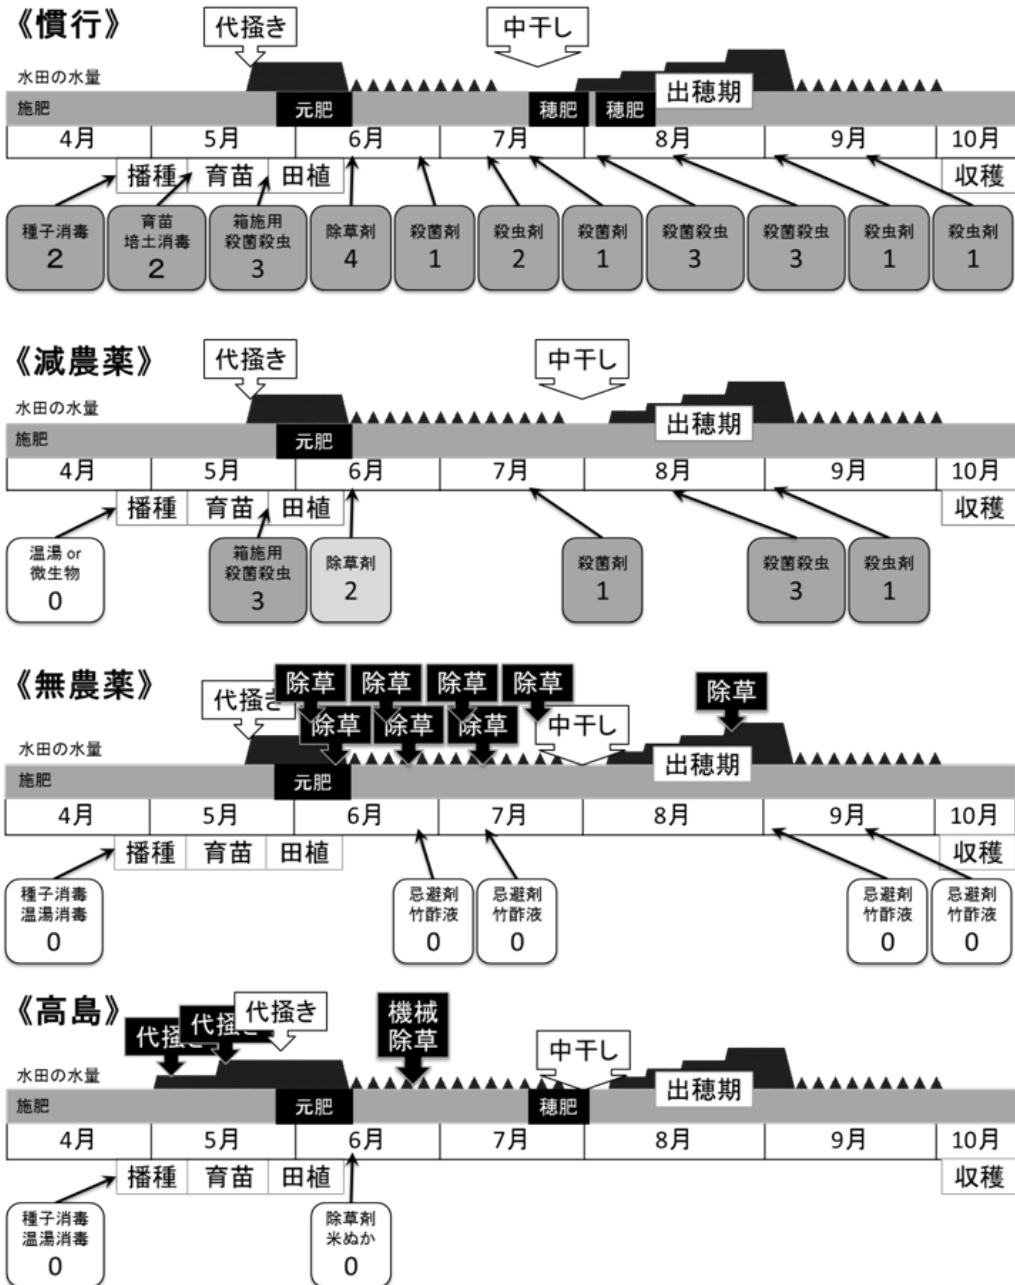 《慣行》
代掻き
中干し
水田の水量
出穂期
施肥
元肥
穂肥
穂肥
4月
5月
6月
7月
8月
9月
10月
播種
育苗
田植
収穫
種子消毒
2
育苗
培土消毒
2
箱施用
殺菌殺虫
3
除草剤
4
殺菌剤
1
殺虫剤
2
殺菌剤
1
殺菌殺虫
3
殺菌殺虫
3
殺虫剤
1
殺虫剤
1
《減農薬》
代掻き
中干し
水田の水量
出穂期
施肥
元肥
4月
5月
6月
7月
8月
9月
10月
播種
育苗
田植
収穫
温湯 or
微生物
0
箱施用
殺菌殺虫
3
除草剤
2
殺菌剤
1
殺菌殺虫
3
殺虫剤
1
《無農薬》
代掻き
除草
除草
除草
除草
除草
除草
除草
中干し
除草
水田の水量
出穂期
施肥
元肥
4月
5月
6月
7月
8月
9月
10月
播種
育苗
田植
収穫
種子消毒
温湯消毒
0
忌避剤
竹酢液
0
忌避剤
竹酢液
0
忌避剤
竹酢液
0
忌避剤
竹酢液
0
《高島》
代掻き
代掻き
代掻き
機械
除草
中干し
水田の水量
出穂期
施肥
元肥
穂肥
4月
5月
6月
7月
8月
9月
10月
播種
育苗
田植
収穫
種子消毒
温湯消毒
0
除草剤
米ぬか
0